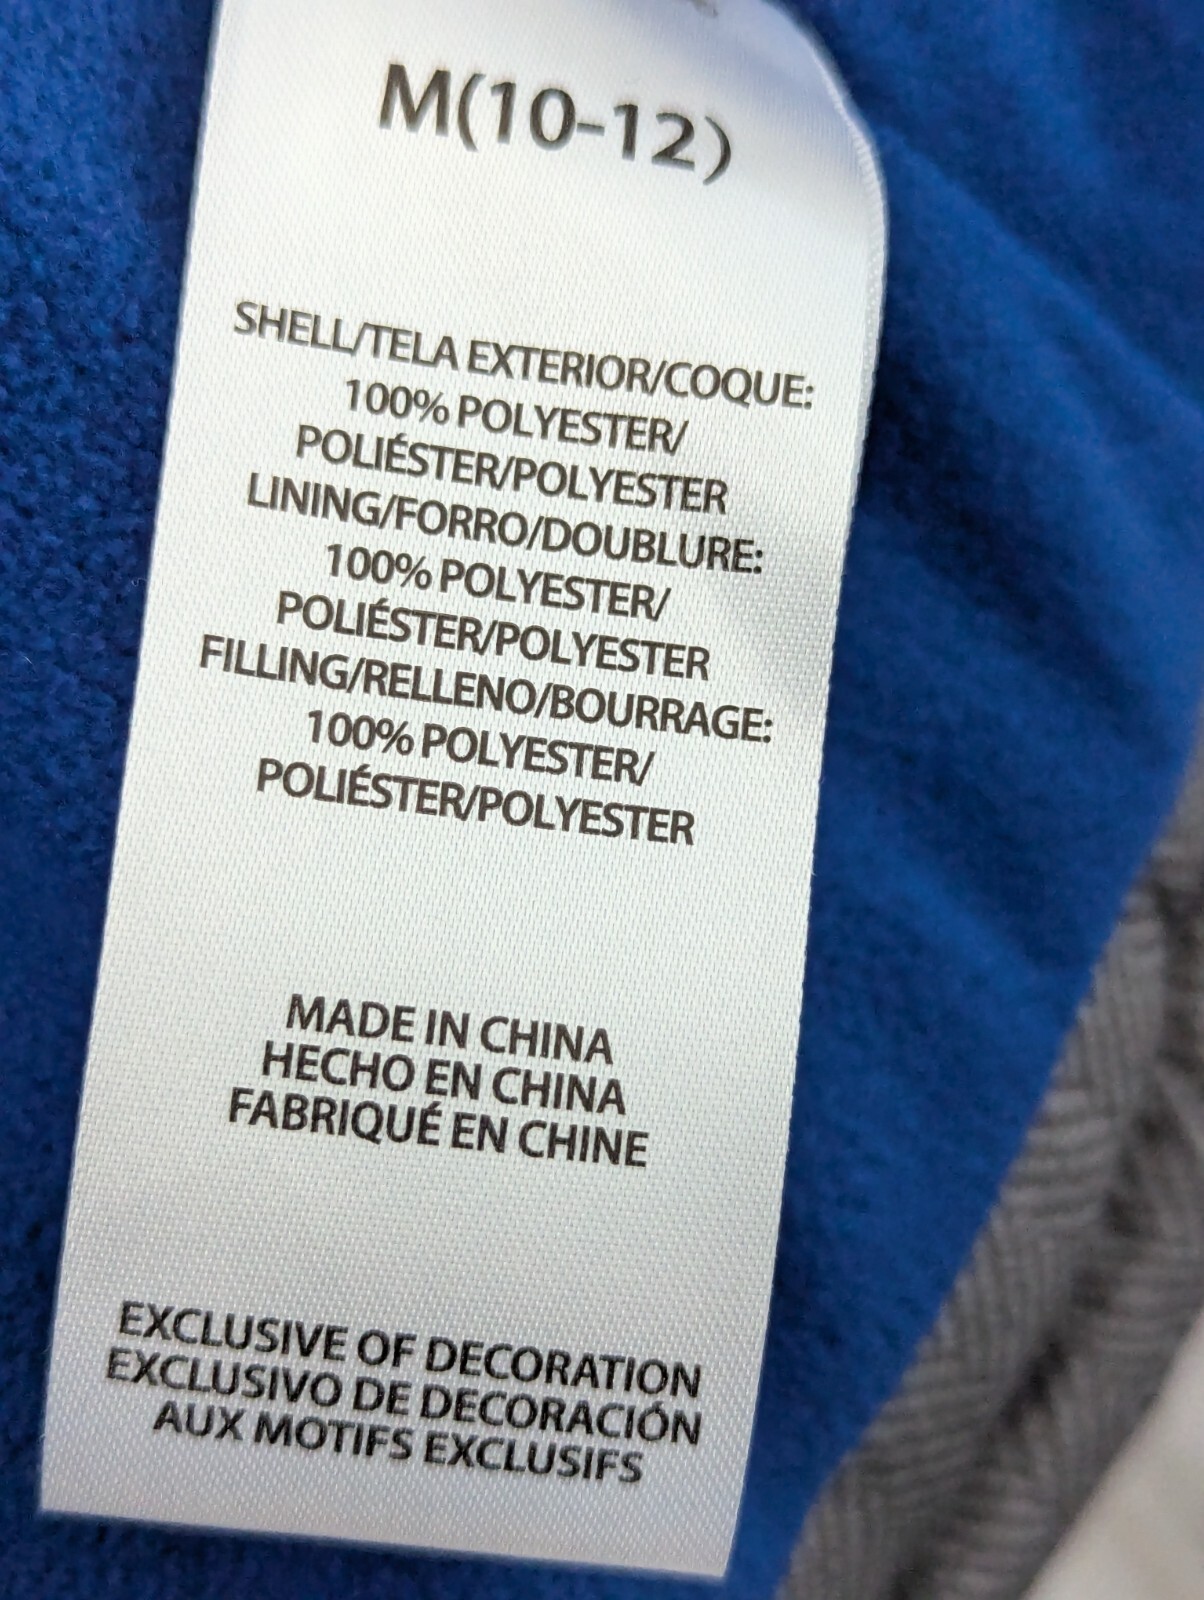 M(10-12)
SHELL/TELA EXTERIOR/COQUE:
100% POLYESTER/
POLIÉSTER/POLYESTER
LINING/FORRO/DOUBLURE:
100% POLYESTER/
POLIÉSTER/POLYESTER
FILLING/RELLENO/BOURRAGE:
100% POLYESTER/
POLIÉSTER/POLYESTER
MADE IN CHINA
HECHO EN CHINA
FABRIQUÉ EN CHINE
EXCLUSIVE OF DECORATION
EXCLUSIVO DE DECORACIÓN
AUX MOTIFS EXCLUSIFS